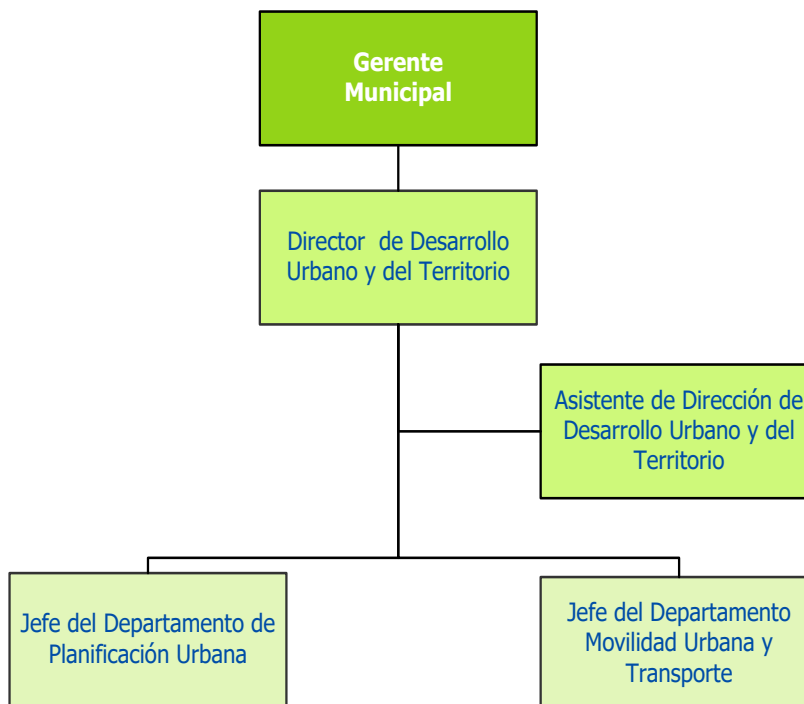 Gerente
Municipal
Director de Desarrollo
Urbano y del Territorio
Asistente de Dirección de
Desarrollo Urbano y del
Territorio
Jefe del Departamento de
Planificación Urbana
Jefe del Departamento
Movilidad Urbana y
Transporte